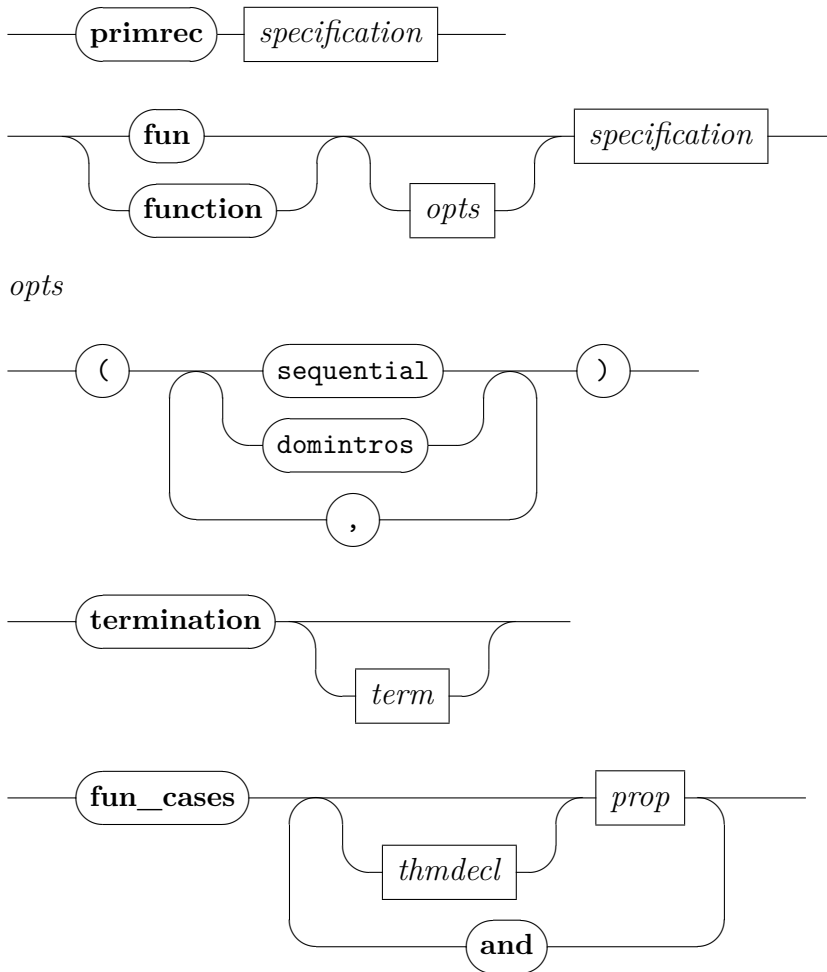 primrec specification
fun specification
function opts
opts
( sequential )
domintros
,
termination
term
fun_cases prop
thmdecl
and